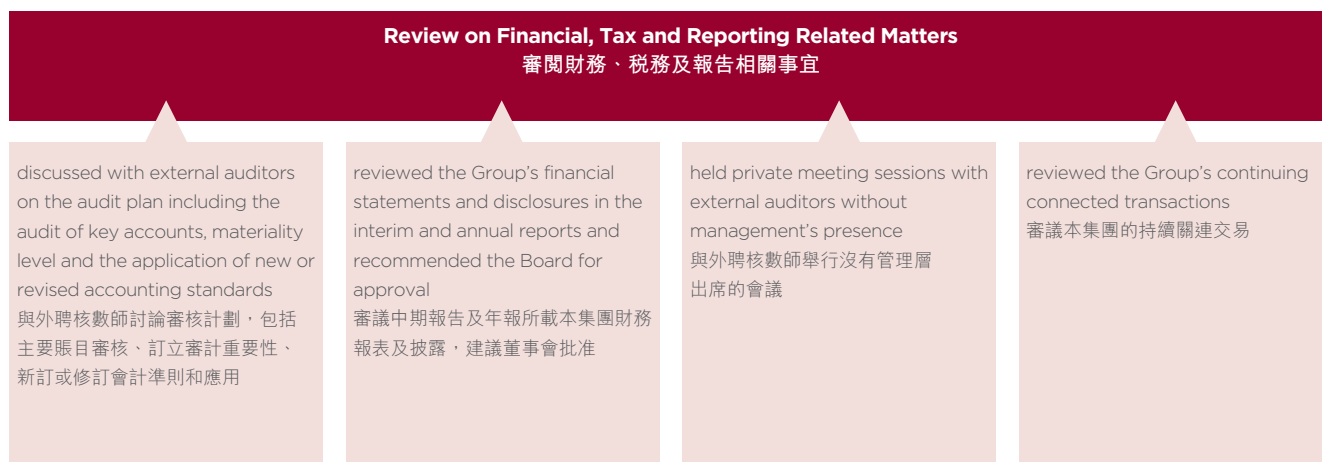 Review on Financial, Tax and Reporting Related Matters
審閱財務、税務及報告相關事宜
discussed with external auditors
on the audit plan including the
audit of key accounts, materiality
level and the application of new or
revised accounting standards
與外聘核數師討論審核計劃，包括
主要賬目審核、訂立審計重要性、
新訂或修訂會計準則和應用
reviewed the Group’s financial
statements and disclosures in the
interim and annual reports and
recommended the Board for
approval
審議中期報告及年報所載本集團財務
報表及披露，建議董事會批准
held private meeting sessions with
external auditors without
management’s presence
與外聘核數師舉行沒有管理層
出席的會議
reviewed the Group’s continuing
connected transactions
審議本集團的持續關連交易